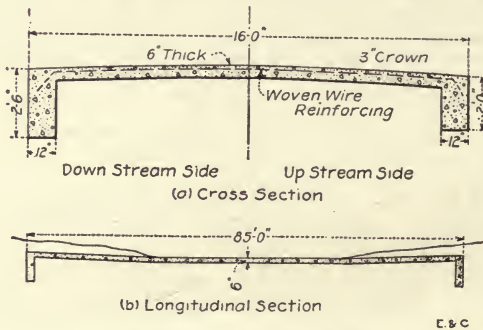 16'-0"
6" Thick
3" Crown
2'-6"
Woven Wire
Reinforcing
2'-0"
12"
12"
Down Stream Side
Up Stream Side
(a) Cross Section
85'-0"
6"
(b) Longitudinal Section
E. & C